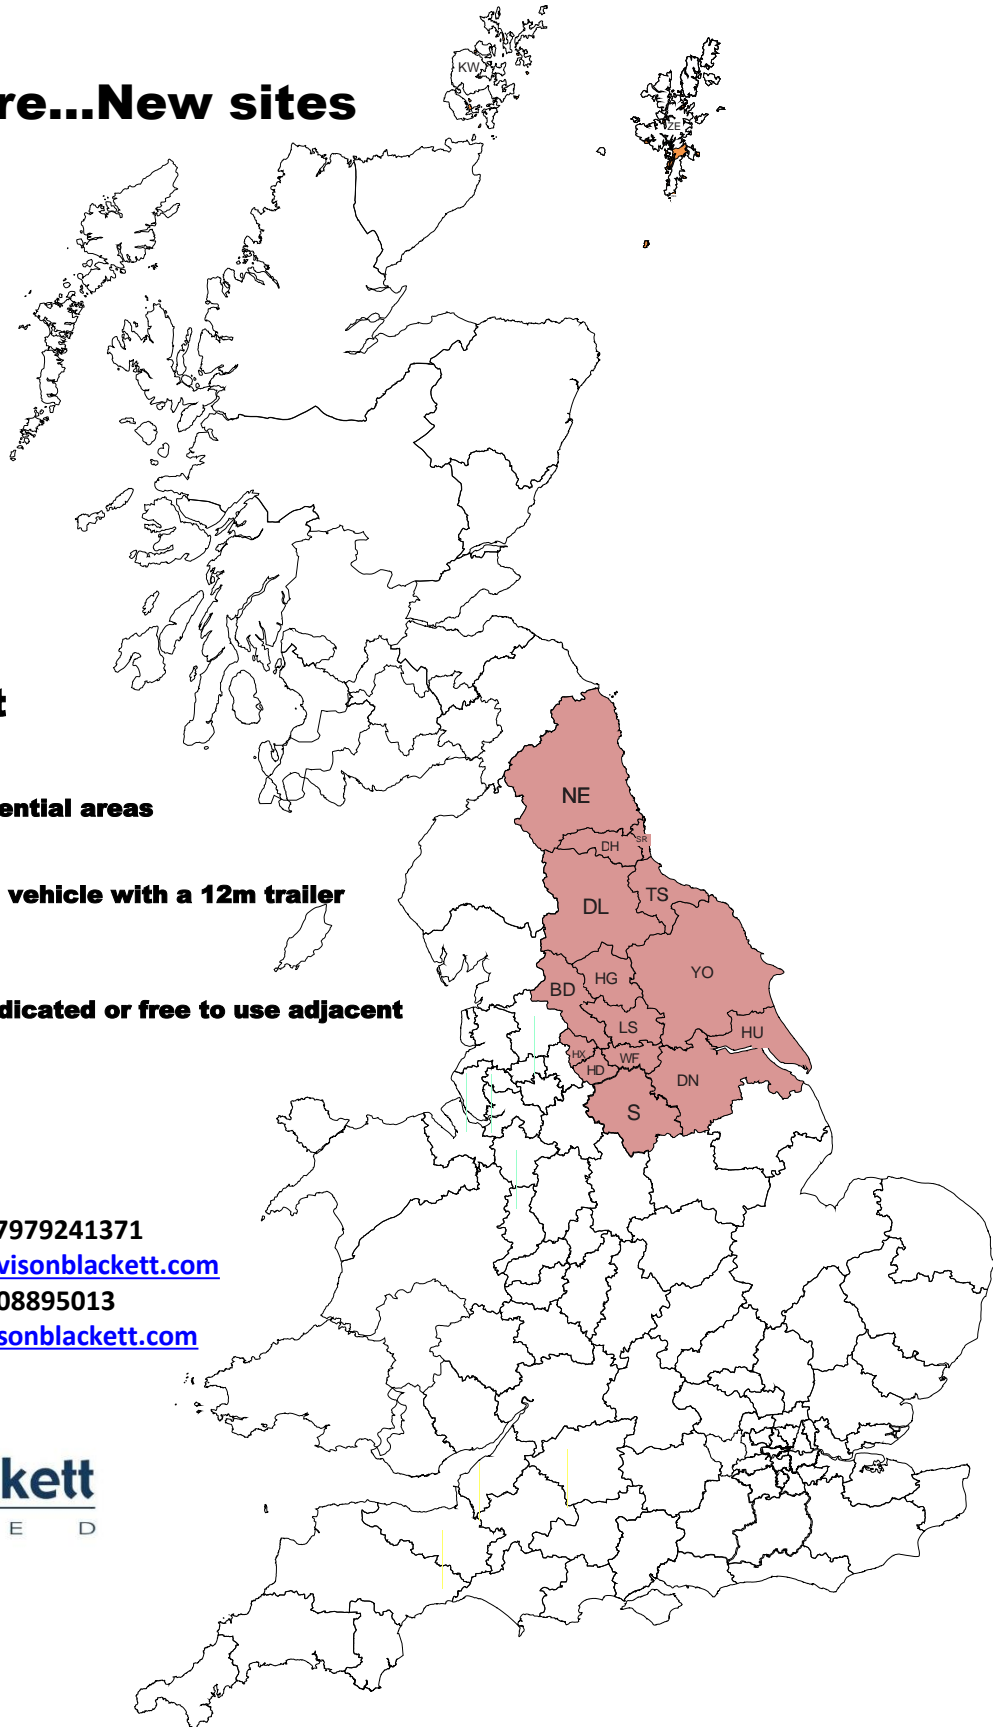 KW
re...New sites
ZE
t
NE
ential areas
SR
DH
vehicle with a 12m trailer
TS
DL
YO
HG
BD
dicated or free to use adjacent
LS
HU
HX
WF
HD
DN
S
7979241371
visonblackett.com
08895013
sonblackett.com
kett
E D